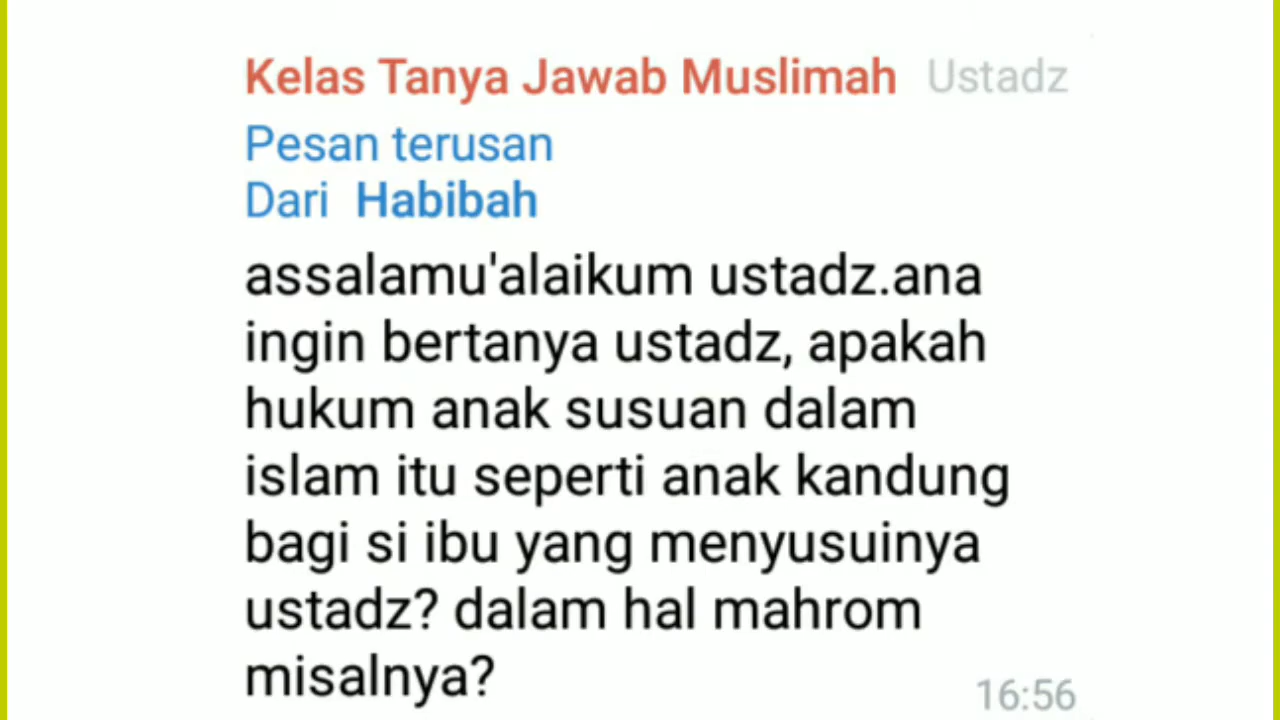 Kelas Tanya Jawab Muslimah Ustadz
Pesan terusan
Dari Habibah
assalamu'alaikum ustadz.ana
ingin bertanya ustadz, apakah
hukum anak susuan dalam
islam itu seperti anak kandung
bagi si ibu yang menyusuinya
ustadz? dalam hal mahrom
misalnya?
16:56